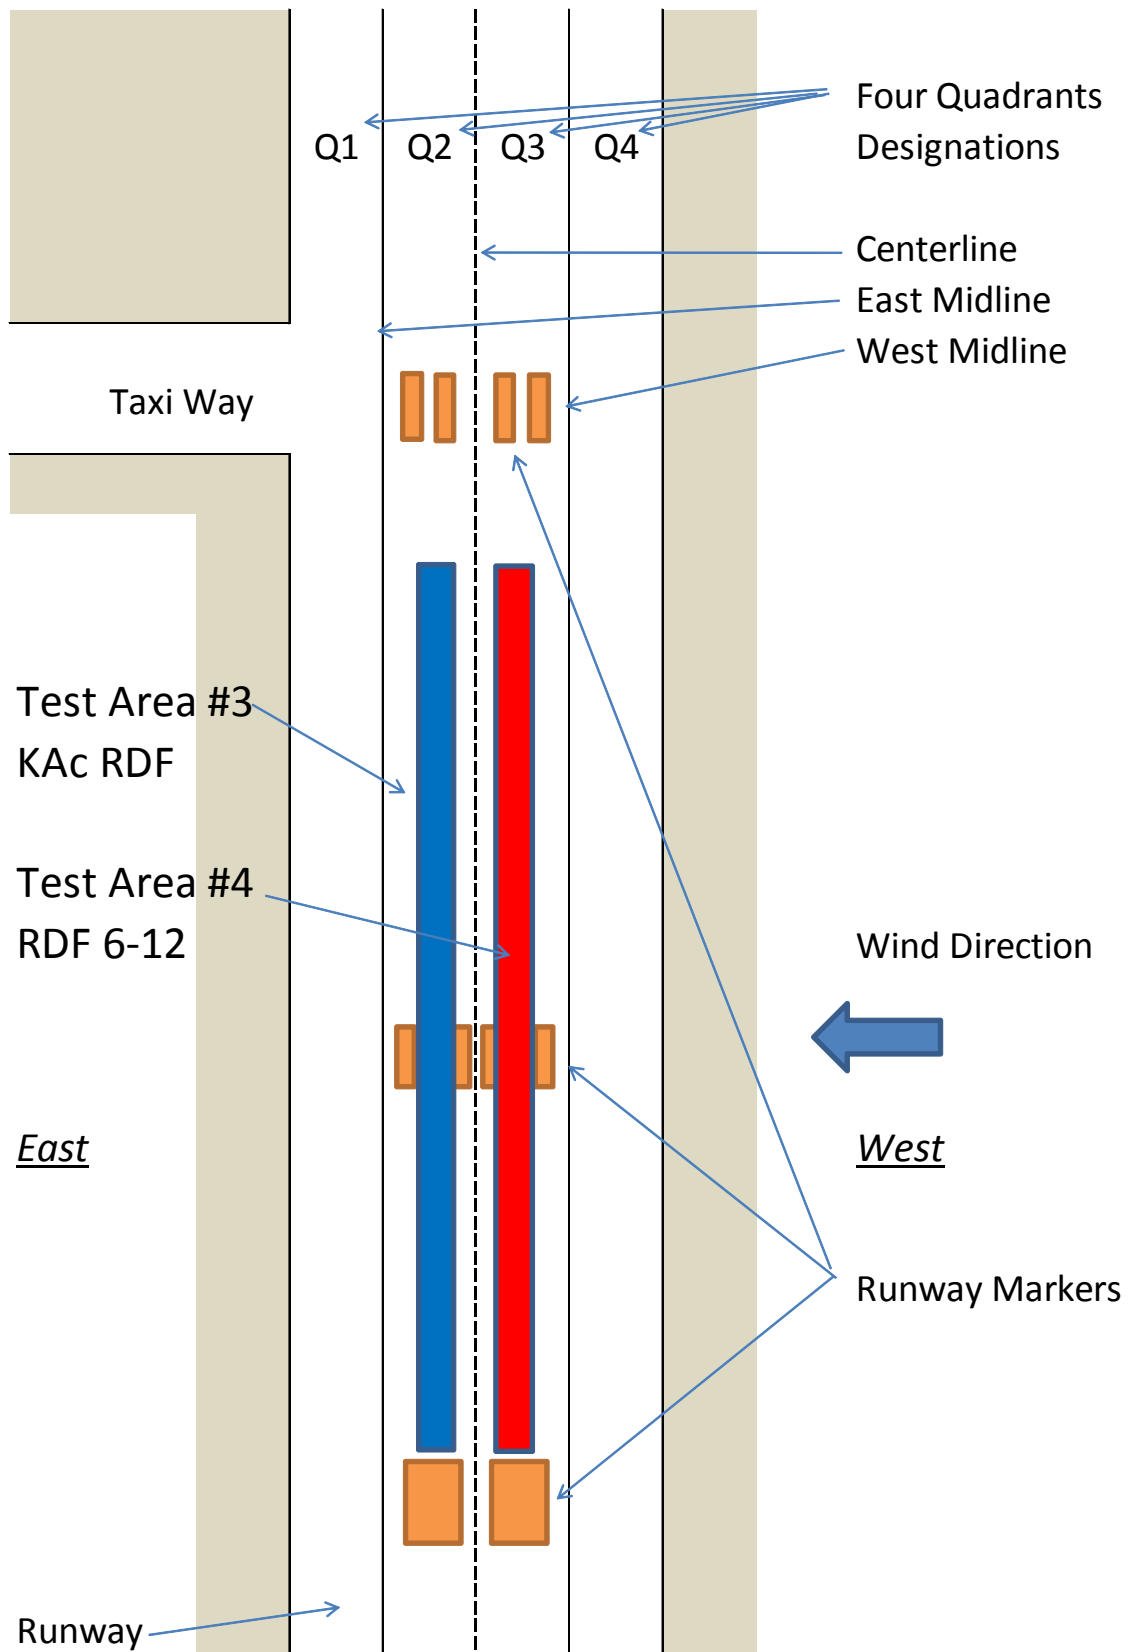 Four Quadrants
Designations
Q1 Q2 Q3 Q4
Centerline
East Midline
West Midline
Taxi Way
Test Area #3
KAc RDF
Test Area #4
RDF 6-12
Wind Direction
East
West
Runway Markers
Runway